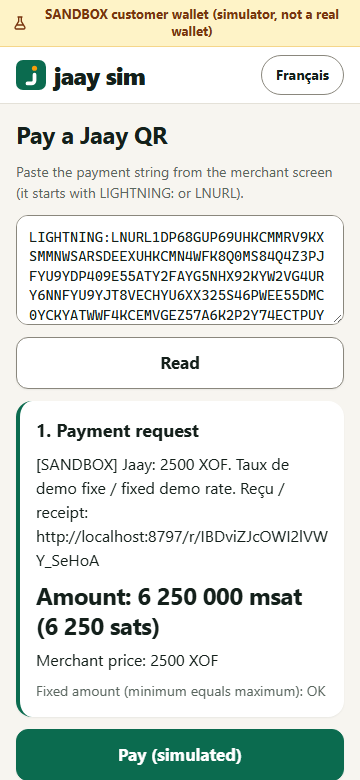 SANDBOX customer wallet (simulator, not a real
wallet)
jaay sim
Français
Pay a Jaay QR
Paste the payment string from the merchant screen
(it starts with LIGHTNING: or LNURL).
LIGHTNING:LNURL1DP68GUP69UHKCMMRV9KX
SMMNWSARSDEEXUHKCMN4WFK8Q0MS84Q4Z3PJ
FYU9YDP409E55ATY2FAYG5NHX92KYW2VG4UR
Y6NNFYU9YJT8VECHYU6XX325S46PWEE55DMC
0YCKYATWWF4KCEMVGEZ57A6K2P2Y74ECTPUY
Read
1. Payment request
[SANDBOX] Jaay: 2500 XOF. Taux de
demo fixe / fixed demo rate. Reçu /
receipt:
http://localhost:8797/r/IBDviZJcOWI2lVW
Y_SeHoA
Amount: 6 250 000 msat
(6 250 sats)
Merchant price: 2500 XOF
Fixed amount (minimum equals maximum): OK
Pay (simulated)